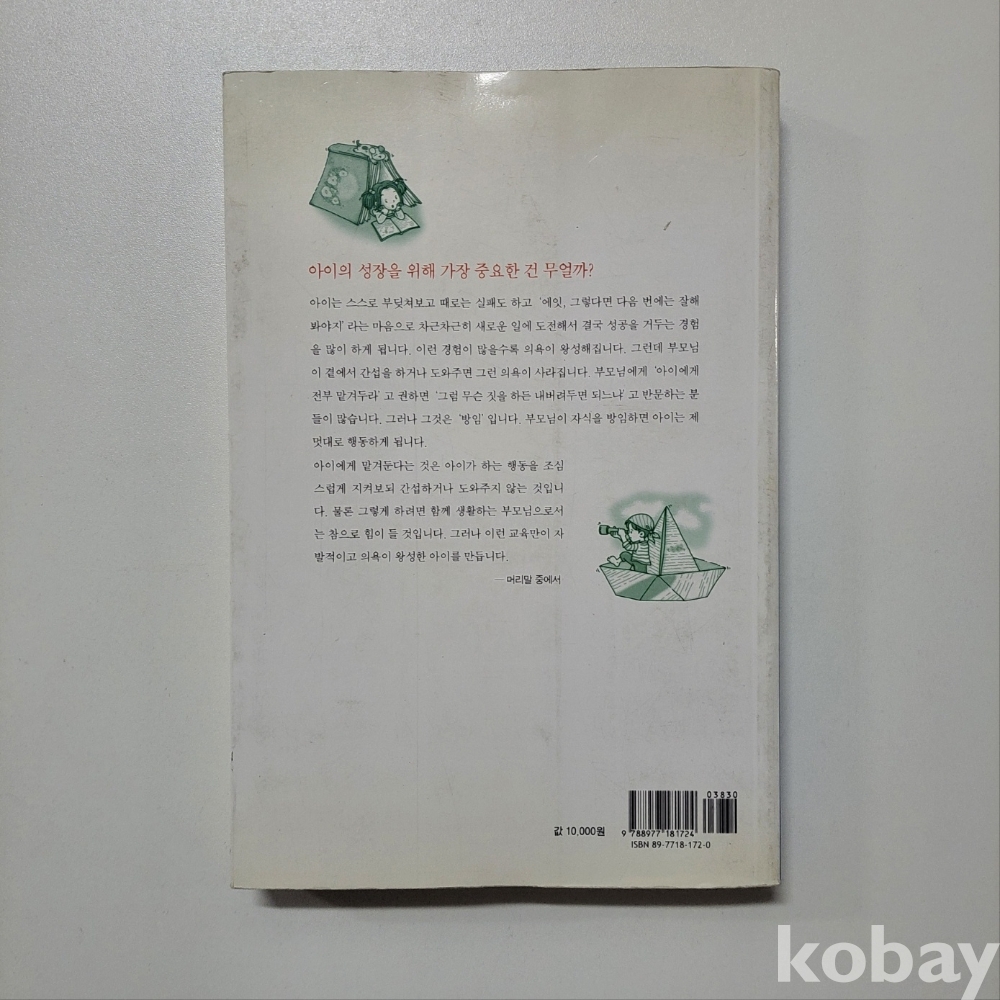 아이의 성장을 위해 가장 중요한 건 무얼까?
아이는 스스로 부딪쳐보고 때로는 실패도 하고 '에잇, 그렇다면 다음 번에는 잘해
봐야지' 라는 마음으로 차근차근히 새로운 일에 도전해서 결국 성공을 거두는 경험
을 많이 하게 됩니다. 이런 경험이 많을수록 의욕이 왕성해집니다. 그런데 부모님
이 곁에서 간섭을 하거나 도와주면 그런 의욕이 사라집니다. 부모님에게 '아이에게
전부 맡겨두라' 고 권하면 '그럼 무슨 짓을 하든 내버려두면 되느냐' 고 반문하는 분
들이 많습니다. 그러나 그것은 '방임' 입니다. 부모님이 자식을 방임하면 아이는 제
멋대로 행동하게 됩니다.
아이에게 맡겨둔다는 것은 아이가 하는 행동을 조심
스럽게 지켜보되 간섭하거나 도와주지 않는 것입니
다. 물론 그렇게 하려면 함께 생활하는 부모님으로서
는 참으로 힘이 들 것입니다. 그러나 이런 교육만이 자
발적이고 의욕이 왕성한 아이를 만듭니다.
— 머리말 중에서
03830
값 10,000원
9 788977 181724
ISBN 89-7718-172-0
kobay